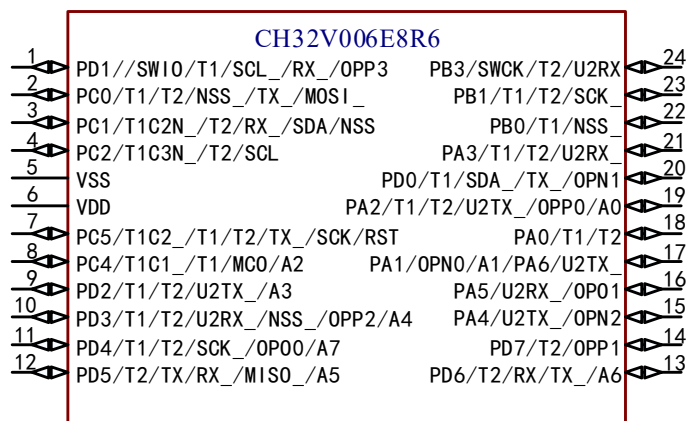 CH32V006E8R6
1 PD1//SWIO/T1/SCL_/RX_/OPP3 PB3/SWCK/T2/U2RX 24
2 PC0/T1/T2/NSS_/TX_/MOSI_ PB1/T1/T2/SCK_ 23
3 PC1/T1C2N_/T2/RX_/SDA/NSS PB0/T1/NSS_ 22
4 PC2/T1C3N_/T2/SCL PA3/T1/T2/U2RX_ 21
5 VSS PD0/T1/SDA_/TX_/OPN1 20
6 VDD PA2/T1/T2/U2TX_/OPP0/A0 19
7 PC5/T1C2_/T1/T2/TX_/SCK/RST PA0/T1/T2 18
8 PC4/T1C1_/T1/MCO/A2 PA1/OPN0/A1/PA6/U2TX_ 17
9 PD2/T1/T2/U2TX_/A3 PA5/U2RX_/OPO1 16
10 PD3/T1/T2/U2RX_/NSS_/OPP2/A4 PA4/U2TX_/OPN2 15
11 PD4/T1/T2/SCK_/OPO0/A7 PD7/T2/OPP1 14
12 PD5/T2/TX/RX_/MISO_/A5 PD6/T2/RX/TX_/A6 13